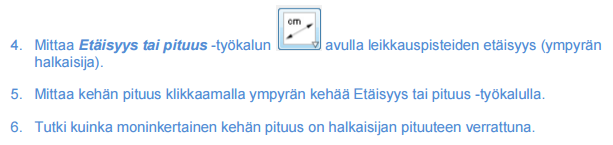 4. Mittaa Etäisyys tai pituus -työkalun cm avulla leikkauspisteiden etäisyys (ympyrän
halkaisija).
5. Mittaa kehän pituus klikkaamalla ympyrän kehää Etäisyys tai pituus -työkalulla.
6. Tutki kuinka moninkertainen kehän pituus on halkaisijan pituuteen verrattuna.